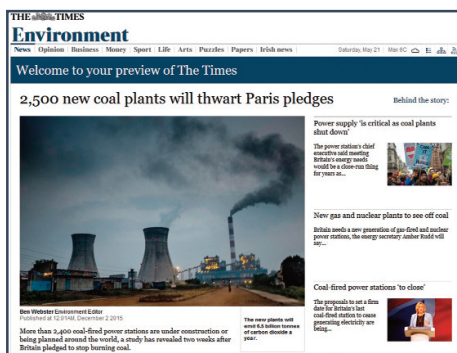 THE TIMES
Environment
News Opinion Business Money Sport Life Arts Puzzles Papers Irish news
Saturday, May 21 Max 6C
Welcome to your preview of The Times
2,500 new coal plants will thwart Paris pledges
Behind the story:
Power supply 'is critical as coal plants
shut down'
The power station's chief
executive said meeting
Britain's energy needs
would be a close-run thing
for years as...
New gas and nuclear plants to see off coal
Britain needs a new generation of gas-fired and nuclear
power stations, the energy secretary Amber Rudd will
say...
Coal-fired power stations 'to close'
The proposals to set a firm
date for Britain's last
coal-fired station to cease
generating electricity are
being...
Ben Webster Environment Editor
Published at 12:01AM, December 2 2015
The new plants will
emit 6.5 billion tonnes
of carbon dioxide a
year.
More than 2,400 coal-fired power stations are under construction or
being planned around the world, a study has revealed two weeks after
Britain pledged to stop burning coal.